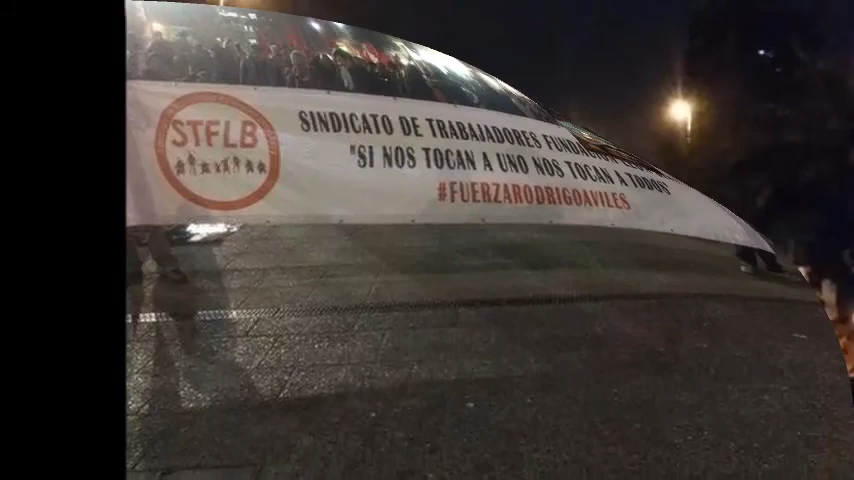 STFLB
SINDICATO DE TRABAJADORES
"SI NOS TOCAN A UNO NOS TOCAN A TODOS"
#FUERZARODRIGOAVILES